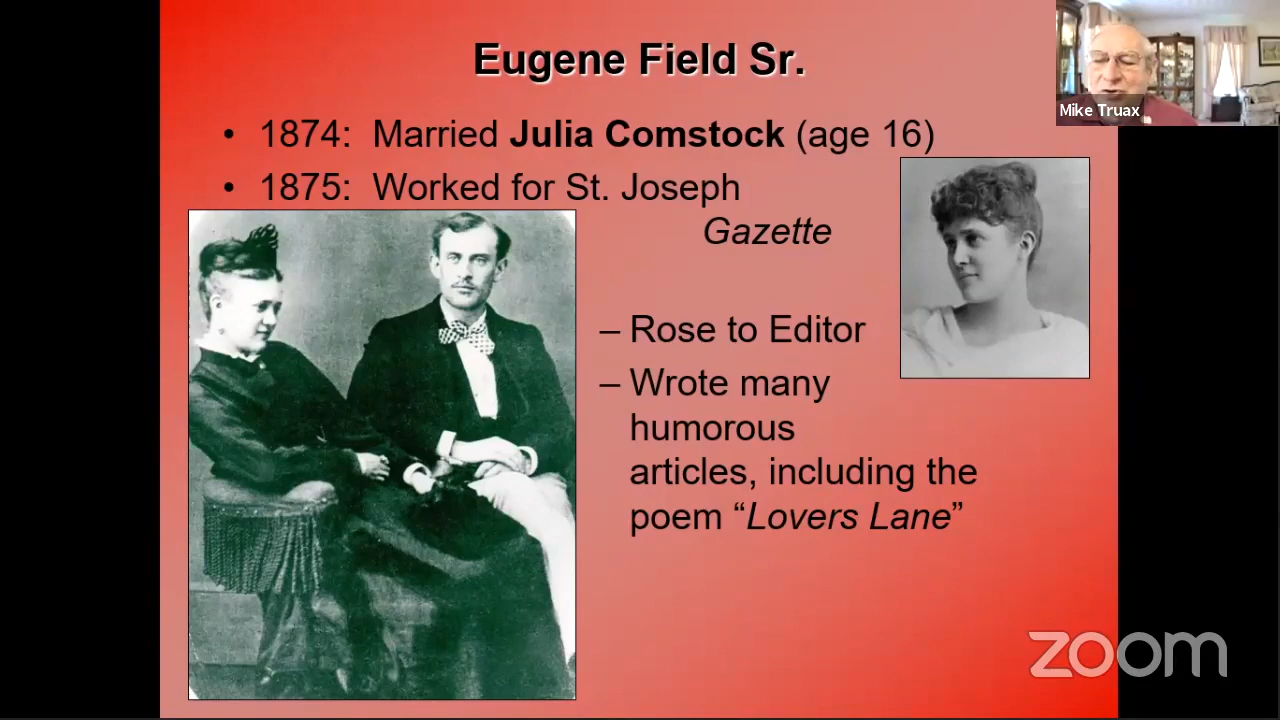 Eugene Field Sr.
Mike Truax
• 1874: Married Julia Comstock (age 16)
• 1875: Worked for St. Joseph
Gazette
– Rose to Editor
– Wrote many
humorous
articles, including the
poem “Lovers Lane”
zoom